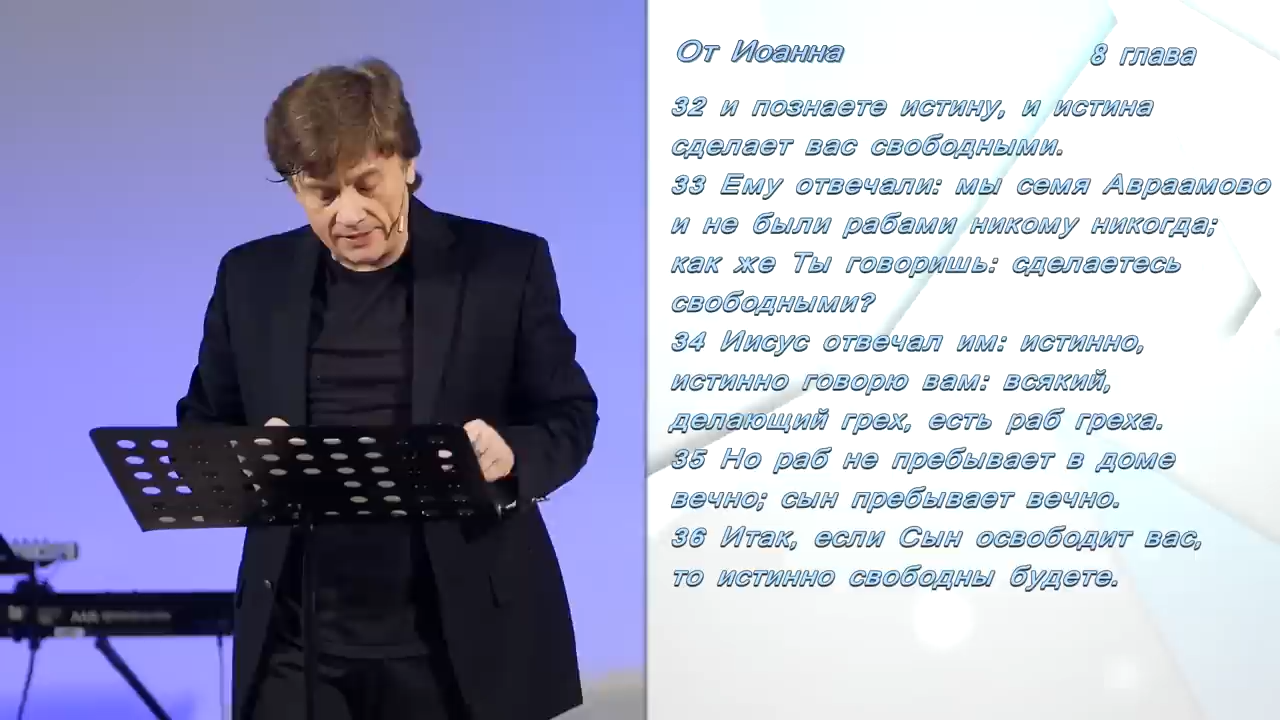 От Иоанна 8 глава
32 и познаете истину, и истина
сделает вас свободными.
33 Ему отвечали: мы семя Авраамово
и не были рабами никому никогда;
как же Ты говоришь: сделаетесь
свободными?
34 Иисус отвечал им: истинно,
истинно говорю вам: всякий,
делающий грех, есть раб греха.
35 Но раб не пребывает в доме
вечно; сын пребывает вечно.
36 Итак, если Сын освободит вас,
то истинно свободны будете.